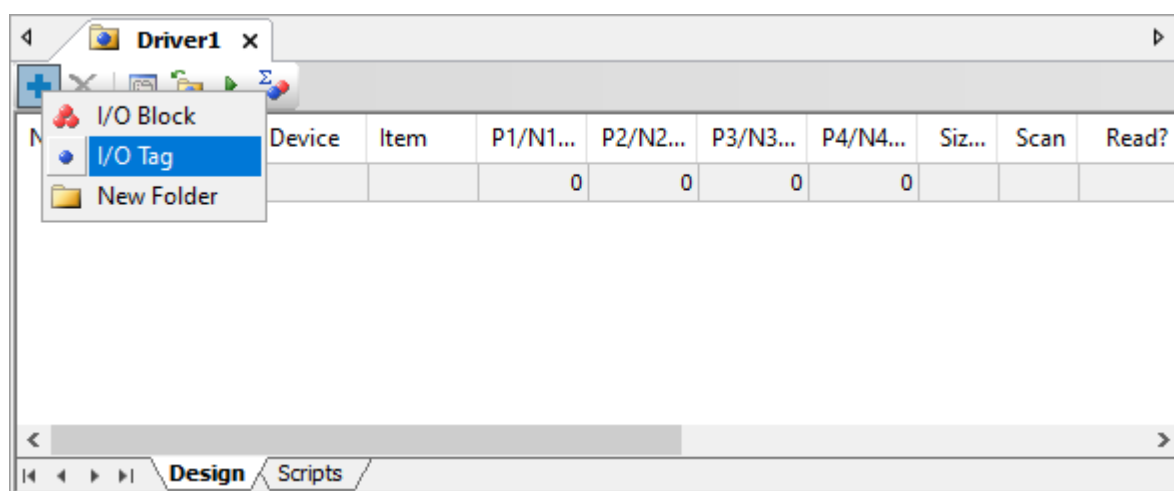 Driver1
I/O Block
I/O Tag
New Folder
Device Item P1/N1... P2/N2... P3/N3... P4/N4... Siz... Scan Read?
0 0 0 0
Design Scripts